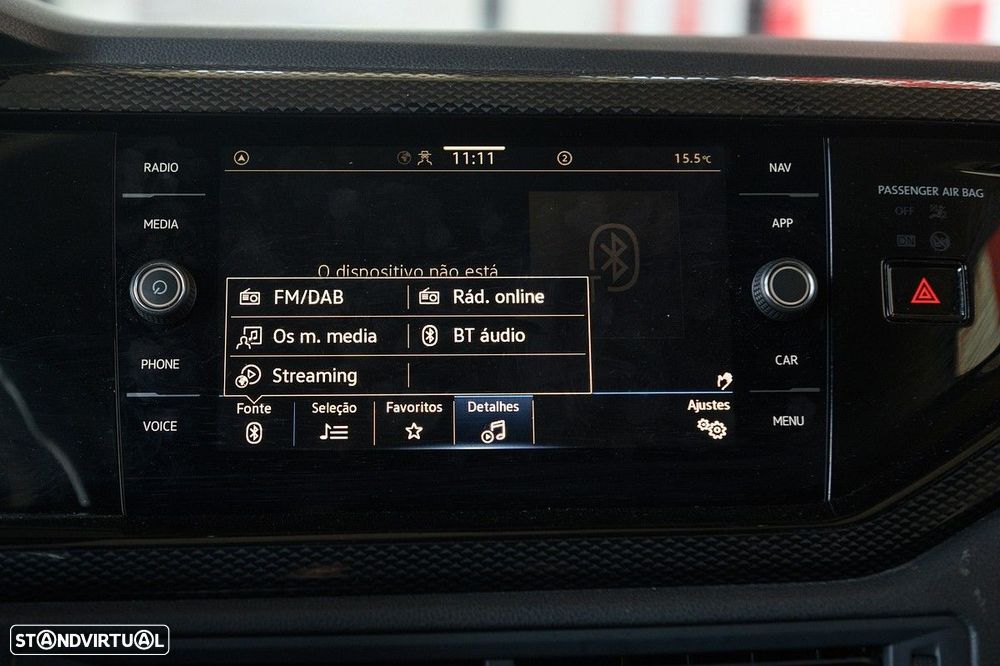 RADIO
MEDIA
PHONE
VOICE
11:11
2
15.5°C
O dispositivo não está
FM/DAB
Rád. online
Os m. media
BT áudio
Streaming
Fonte
Seleção
Favoritos
Detalhes
Ajustes
NAV
APP
CAR
MENU
PASSENGER AIR BAG
OFF
ON
STANDVIRTUAL